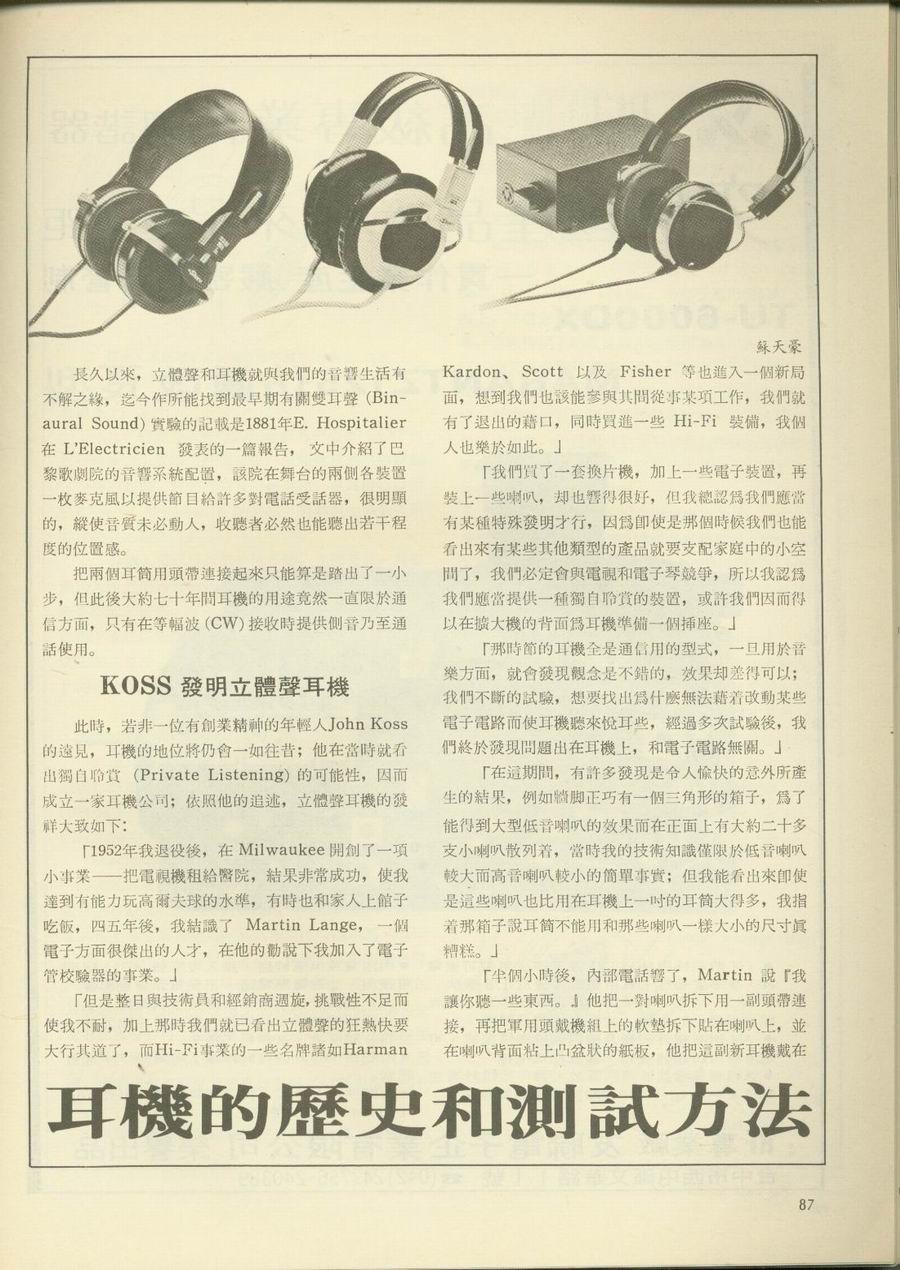 蘇天豪
長久以來，立體聲和耳機就與我們的音響生活有
不解之緣，迄今作所能找到最早期有關雙耳聲 (Bin-
aural Sound) 實驗的記載是1881年E. Hospitalier
在 L'Electricien 發表的一篇報告， 文中介紹了巴
黎歌劇院的音響系統配置，該院在舞台的兩側各裝置
一枚麥克風以提供節目給許多對電話受話器，很明顯
的，縱使音質未必動人，收聽者必然也能聽出若干程
度的位置感。
把兩個耳筒用頭帶連接起來只能算是踏出了一小
步，但此後大約七十年間耳機的用途竟然一直限於通
信方面，只有在等幅波 (CW) 接收時提供側音乃至通
話使用。
KOSS 發明立體聲耳機
此時，若非一位有創業精神的年輕人John Koss
的遠見，耳機的地位將仍會一如往昔；他在當時就看
出獨自聆賞 (Private Listening) 的可能性，因而
成立一家耳機公司；依照他的追述，立體聲耳機的發
祥大致如下：
「1952年我退役後，在 Milwaukee 開創了一項
小事業——把電視機租給醫院，結果非常成功，使我
達到有能力玩高爾夫球的水準，有時也和家人上館子
吃飯，四五年後，我結識了 Martin Lange， 一個
電子方面很傑出的人才，在他的勸說下我加入了電子
管校驗器的事業。」
「但是整日與技術員和經銷商週旋，挑戰性不足而
使我不耐，加上那時我們就已看出立體聲的狂熱快要
大行其道了，而Hi-Fi事業的一些名牌諸如Harman
Kardon、 Scott 以及 Fisher 等也進入一個新局
面，想到我們也該能參與其間從事某項工作，我們就
有了退出的藉口，同時買進一些 Hi-Fi 裝備，我個
人也樂於如此。」
「我們買了一套換片機，加上一些電子裝置，再
裝上一些喇叭，却也響得很好，但我總認爲我們應當
有某種特殊發明才行，因爲卽使是那個時候我們也能
看出來有某些其他類型的產品就要支配家庭中的小空
間了，我們必定會與電視和電子琴競爭，所以我認爲
我們應當提供一種獨自聆賞的裝置，或許我們因而得
以在擴大機的背面爲耳機準備一個揷座。」
「那時節的耳機全是通信用的型式，一旦用於音
樂方面，就會發現觀念是不錯的，效果却差得可以；
我們不斷的試驗，想要找出爲什麼無法藉着改動某些
電子電路而使耳機聽來悅耳些，經過多次試驗後，我
們終於發現問題出在耳機上，和電子電路無關。」
「在這期間，有許多發現是令人愉快的意外所產
生的結果，例如牆脚正巧有一個三角形的箱子，爲了
能得到大型低音喇叭的效果而在正面上有大約二十多
支小喇叭散列着，當時我的技術知識僅限於低音喇叭
較大而高音喇叭較小的簡單事實；但我能看出來卽使
是這些喇叭也比用在耳機上一吋的耳筒大得多，我指
着那箱子說耳筒不能用和那些喇叭一樣大小的尺寸眞
糟糕。」
「半個小時後，內部電話響了，Martin 說『我
讓你聽一些東西。』他把一對喇叭拆下用一副頭帶連
接，再把軍用頭戴機組上的軟墊拆下貼在喇叭上，並
在喇叭背面粘上凸盆狀的紙板，他把這副新耳機戴在
耳機的歷史和測試方法
87